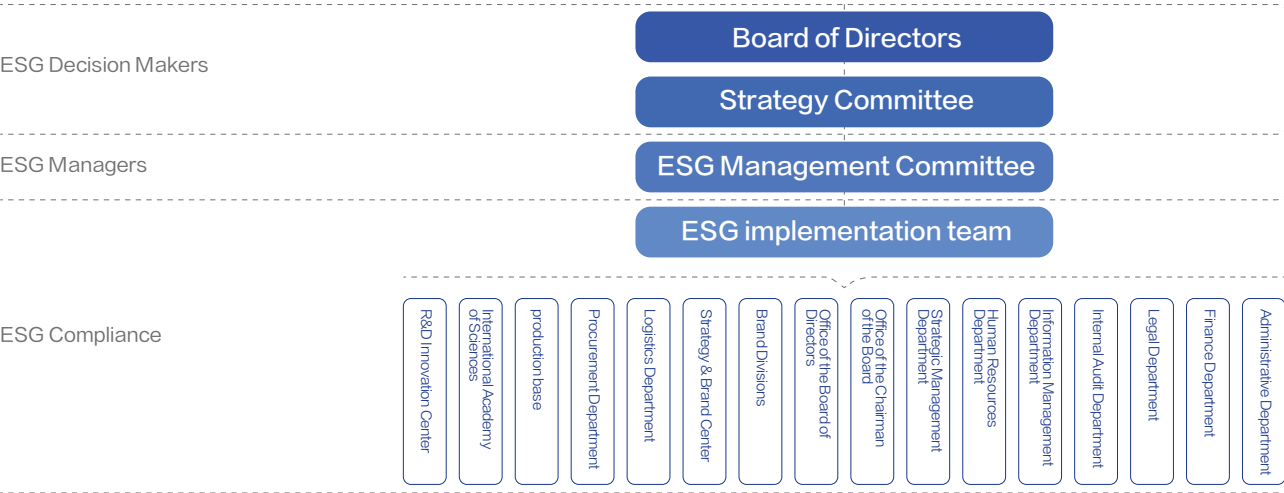 Board of Directors
ESG Decision Makers
Strategy Committee
ESG Managers
ESG Management Committee
ESG implementation team
ESG Compliance
R&D Innovation Center
International Academy
of Sciences
production base
Procurement Department
Logistics Department
Strategy & Brand Center
Brand Divisions
Office of the Board of
Directors
Office of the Chairman
of the Board
Strategic Management
Department
Human Resources
Department
Information Management
Department
Internal Audit Department
Legal Department
Finance Department
Administrative Department